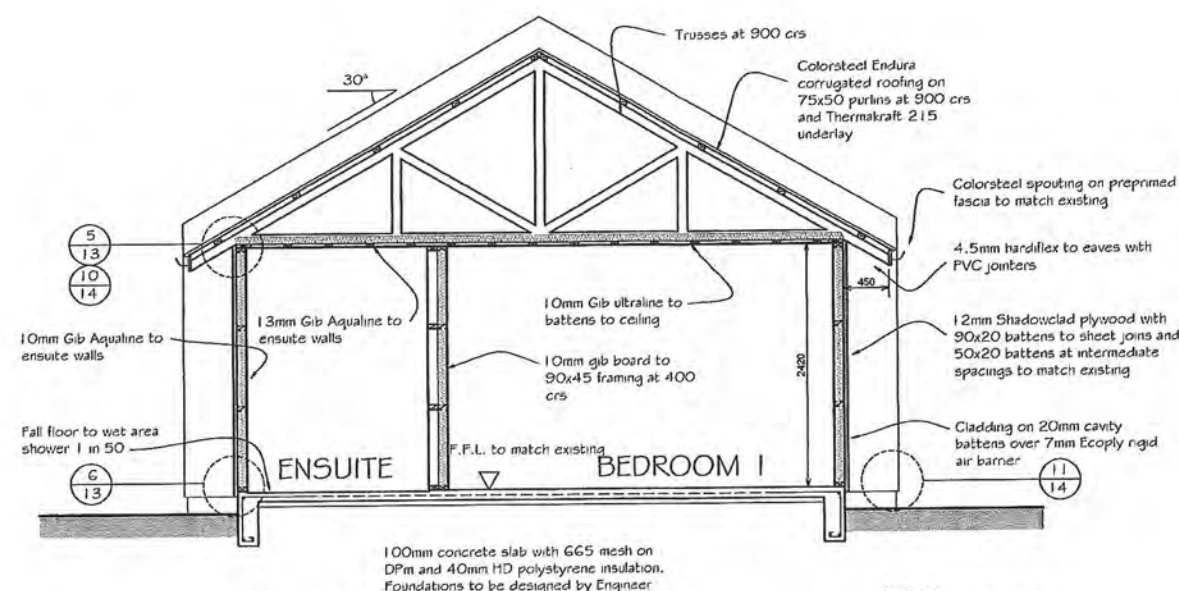 Trusses at 900 crs
30°
Colorsteel Endura
corrugated roofing on
75x50 purlins at 900 crs
and Thermakraft 215
underlay
Colorsteel spouting on preprimed
fascia to match existing
5
13
10
14
4.5mm hardiflex to eaves with
PVC jointers
450
10mm Gib ultraline to
battens to ceiling
13mm Gib Aqualine to
ensuite walls
10mm Gib Aqualine to
ensuite walls
12mm Shadowclad plywood with
90x20 battens to sheet joins and
50x20 battens at intermediate
spacings to match existing
10mm gib board to
90x45 framing at 400
crs
2420
Fall floor to wet area
shower 1 in 50
F.F.L. to match existing
Cladding on 20mm cavity
battens over 7mm Ecoply rigid
air barrier
ENSUITE
BEDROOM 1
6
13
11
14
100mm concrete slab with 665 mesh on
DPm and 40mm HD polystyrene insulation.
Foundations to be designed by Engineer